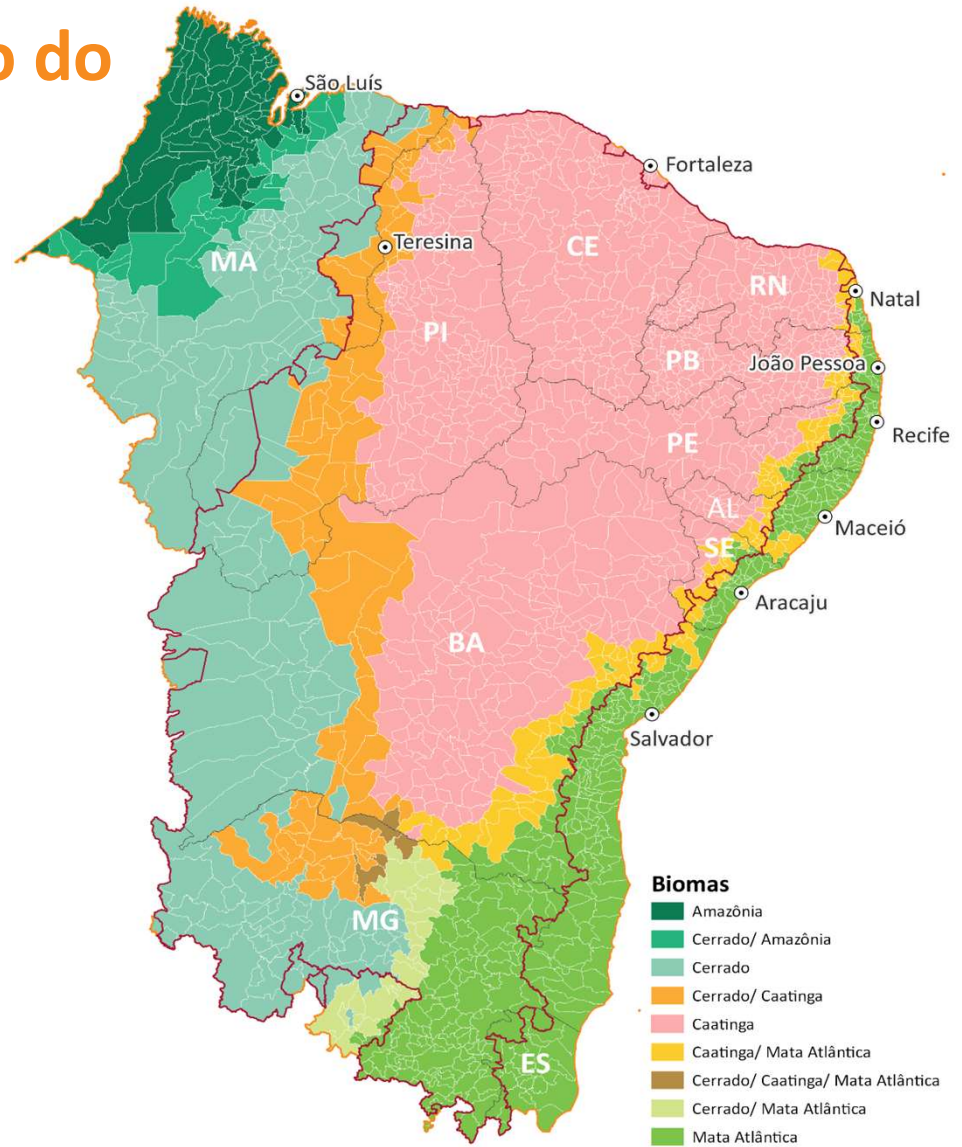 o do
São Luís
Fortaleza
Teresina
MA
CE
RN
Natal
PI
PB
João Pessoa
PE
Recife
AL
Maceió
SE
Aracaju
BA
Salvador
MG
ES
Biomas
Amazônia
Cerrado/ Amazônia
Cerrado
Cerrado/ Caatinga
Caatinga
Caatinga/ Mata Atlântica
Cerrado/ Caatinga/ Mata Atlântica
Cerrado/ Mata Atlântica
Mata Atlântica